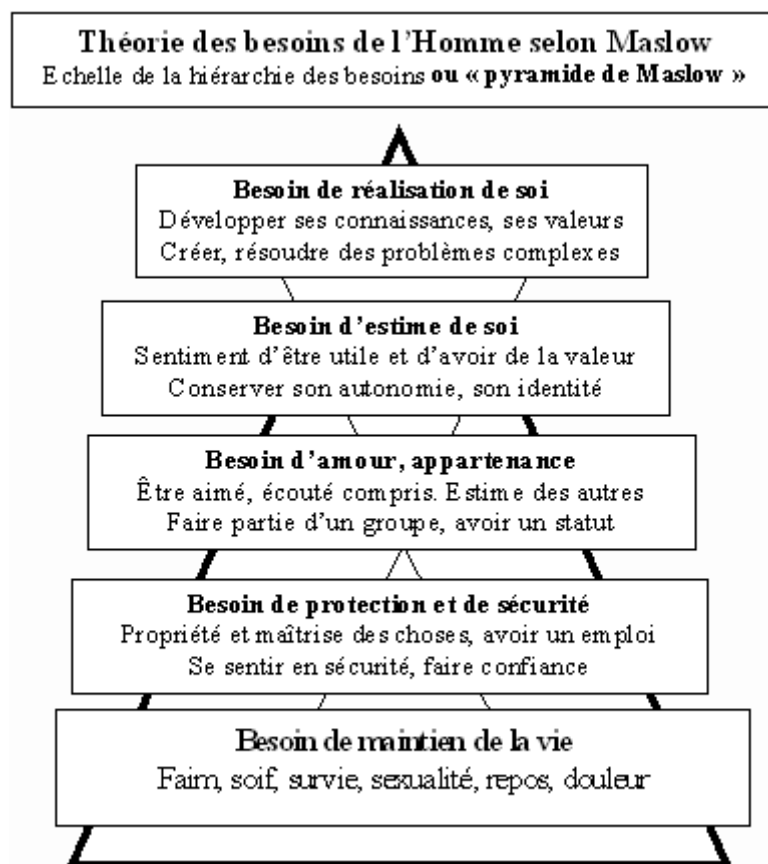 Théorie des besoins de l’Homme selon Maslow
Echelle de la hiérarchie des besoins ou « pyramide de Maslow »
Besoin de réalisation de soi
Développer ses connaissances, ses valeurs
Créer, résoudre des problèmes complexes
Besoin d’estime de soi
Sentiment d’être utile et d’avoir de la valeur
Conserver son autonomie, son identité
Besoin d’amour, appartenance
Être aimé, écouté compris. Estime des autres
Faire partie d’un groupe, avoir un statut
Besoin de protection et de sécurité
Propriété et maîtrise des choses, avoir un emploi
Se sentir en sécurité, faire confiance
Besoin de maintien de la vie
Faim, soif, survie, sexualité, repos, douleur